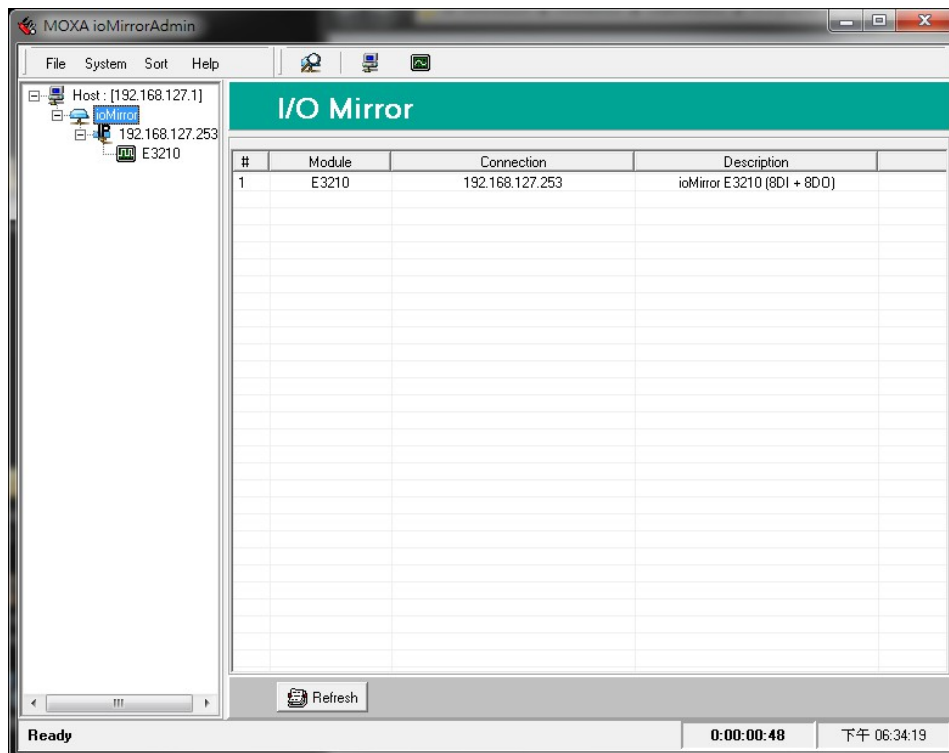 MOXA ioMirrorAdmin
File System Sort Help
Host : [192.168.127.1]
ioMirror
IP 192.168.127.253
E3210
I/O Mirror
# Module Connection Description
1 E3210 192.168.127.253 ioMirror E3210 (8DI + 8DO)
Refresh
Ready 0:00:00:48 下午 06:34:19